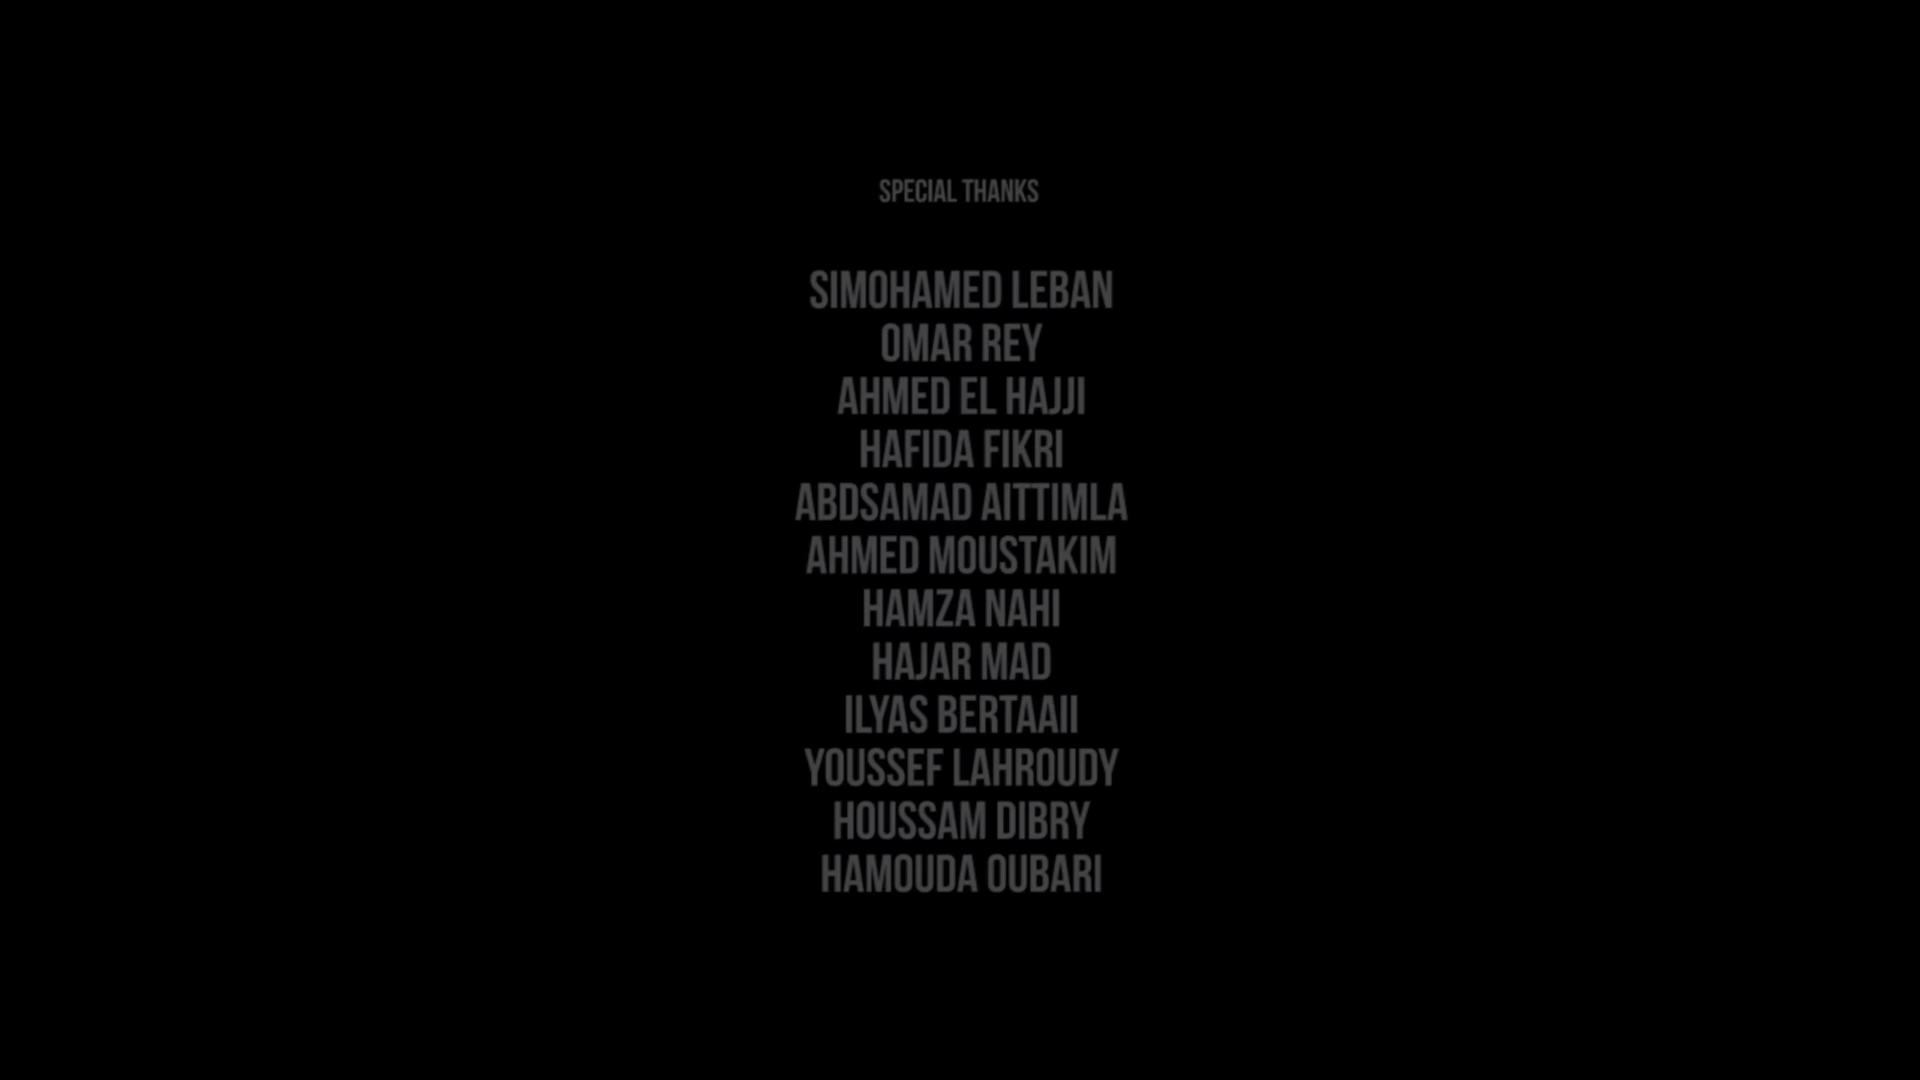 SPECIAL THANKS
SIMOHAMED LEBAN
OMAR REY
AHMED EL HAJJI
HAFIDA FIKRI
ABDSAMAD AITTIMLA
AHMED MOUSTAKIM
HAMZA NAHI
HAJAR MAD
ILYAS BERTAAII
YOUSSEF LAHROUDY
HOUSSAM DIBRY
HAMOUDA OUBARI